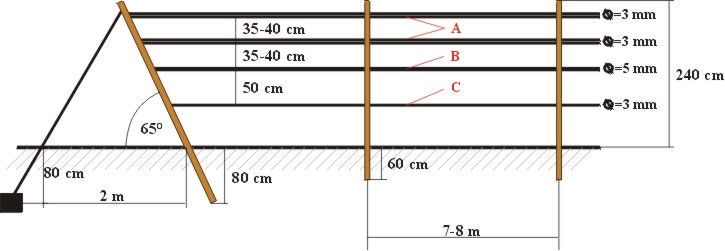 Φ=3 mm
35-40 cm
A
Φ=3 mm
35-40 cm
B
Φ=5 mm
240 cm
50 cm
C
Φ=3 mm
65°
80 cm
80 cm
60 cm
2 m
7-8 m